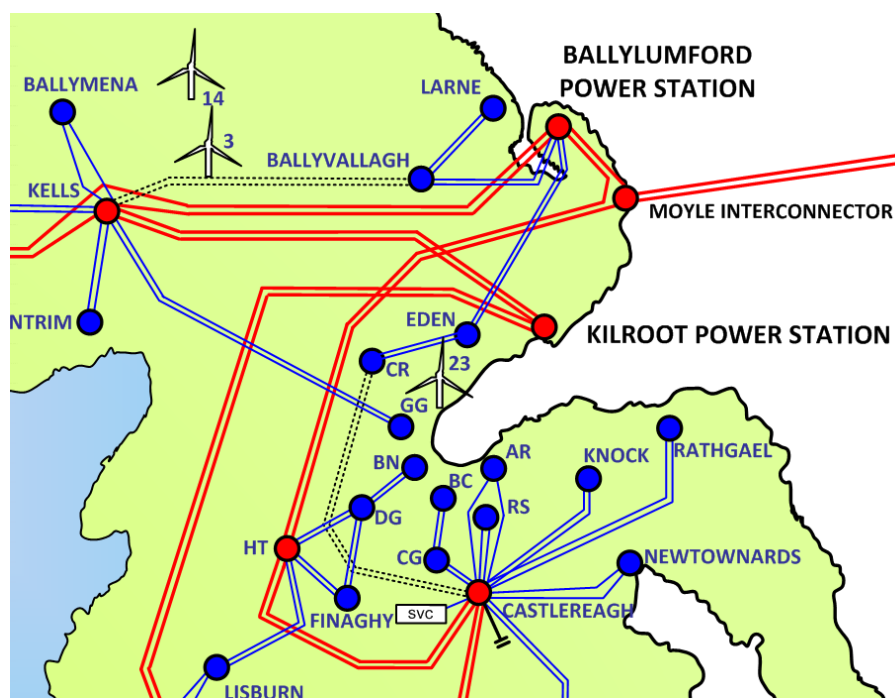 BALLYLUMFORD
POWER STATION
BALLYMENA
LARNE
14
3
BALLYVALLAGH
KELLS
MOYLE INTERCONNECTOR
NTRIM
EDEN
KILROOT POWER STATION
CR
23
GG
BN
AR
KNOCK
RATHGAEL
BC
RS
DG
HT
CG
NEWTOWNARDS
FINAGHY
SVC
CASTLEREAGH
LISBURN